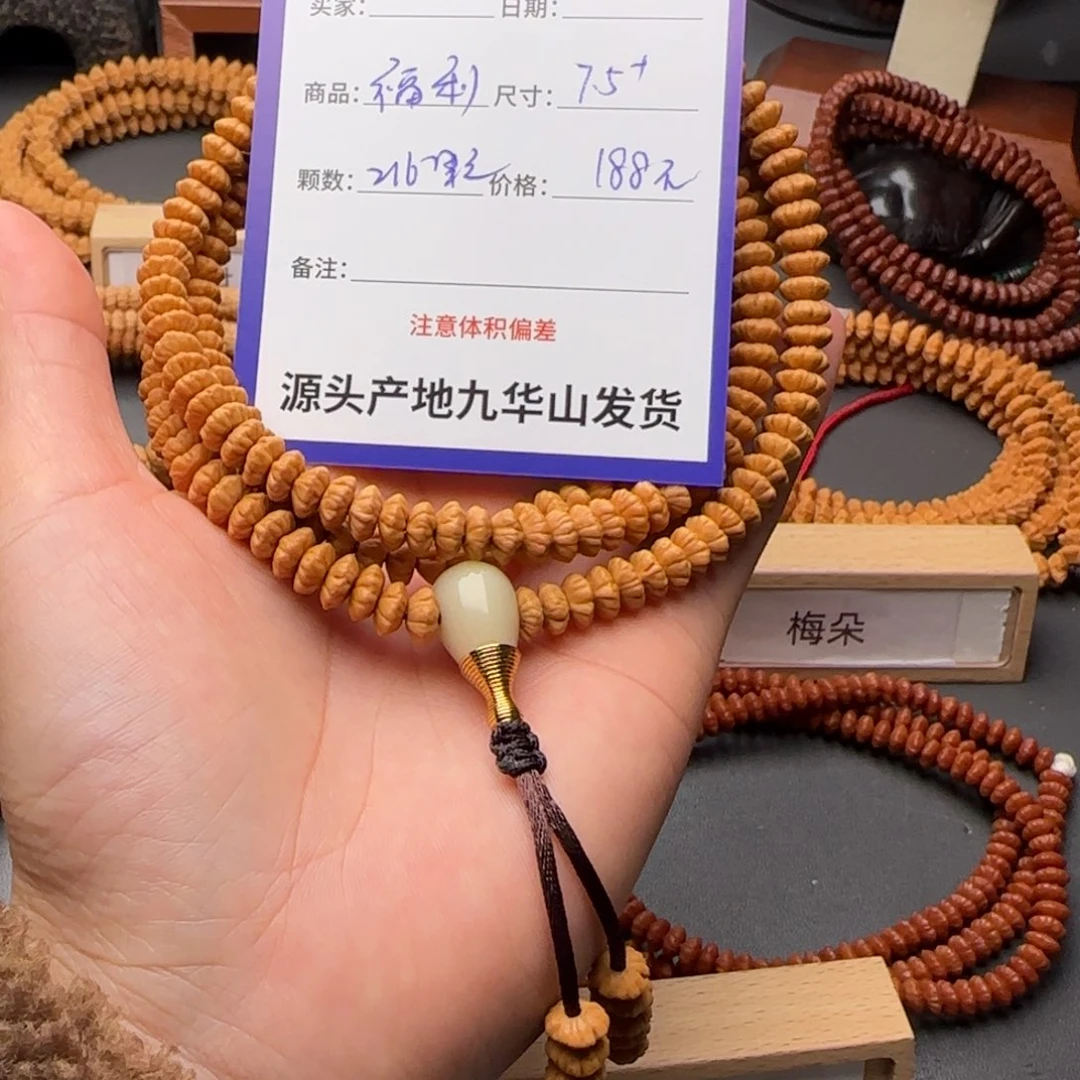 买家: 日期:
商品: 福利 尺寸: 75+
颗数: 216颗 价格: 188元
备注:
注意体积偏差
源头产地九华山发货
梅朵